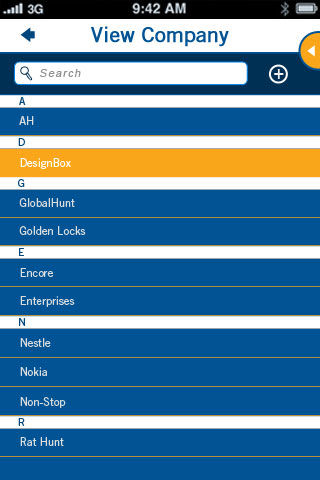 3G 9:42 AM
View Company
Search
A
AH
D
DesignBox
G
GlobalHunt
Golden Locks
E
Encore
Enterprises
N
Nestle
Nokia
Non-Stop
R
Rat Hunt